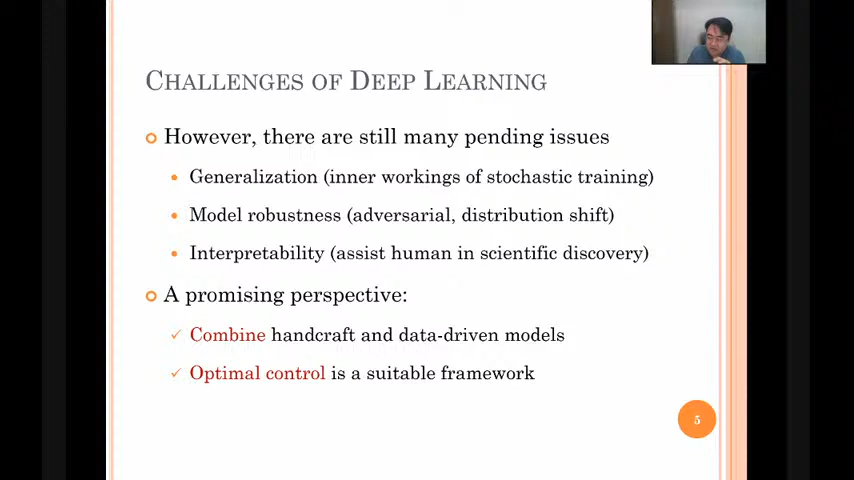 CHALLENGES OF DEEP LEARNING
However, there are still many pending issues
Generalization (inner workings of stochastic training)
Model robustness (adversarial, distribution shift)
Interpretability (assist human in scientific discovery)
A promising perspective:
Combine handcraft and data-driven models
Optimal control is a suitable framework
5